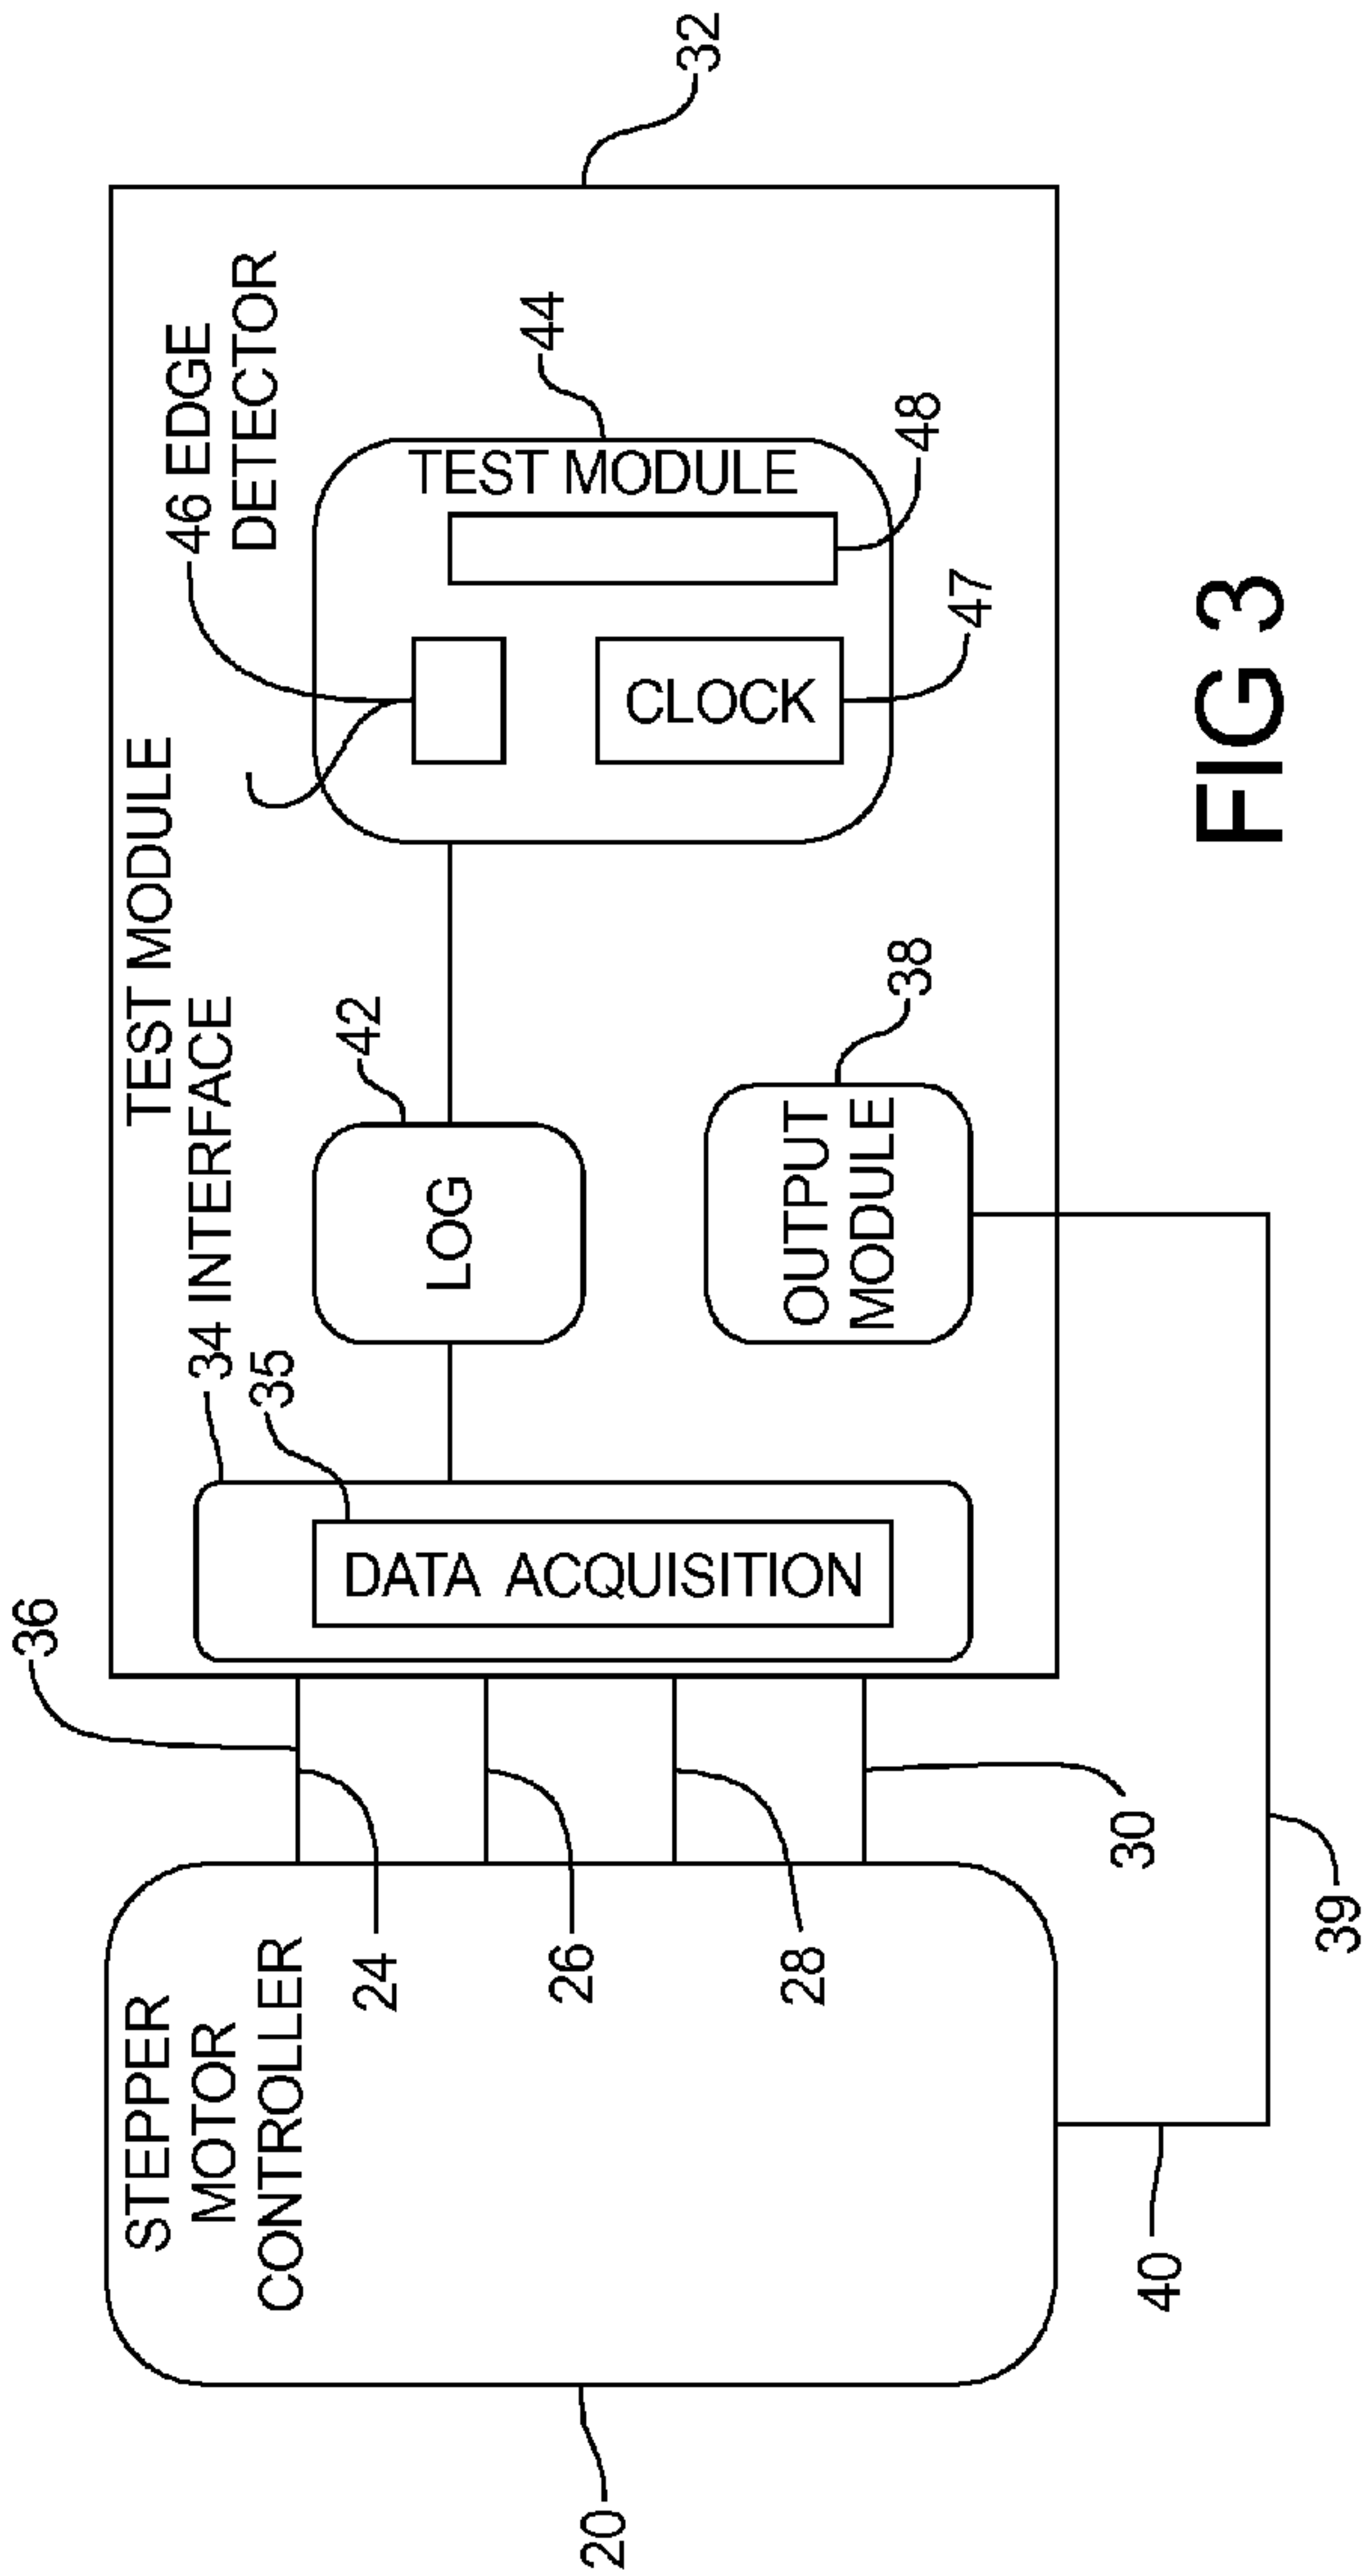 TEST MODULE
32
36
34 INTERFACE
35
46 EDGE
DETECTOR
STEPPER
MOTOR
CONTROLLER
42
LOG
44
TEST MODULE
24
26
28
30
DATA ACQUISITION
OUTPUT
MODULE
38
CLOCK
47
48
20
40
39
FIG 3